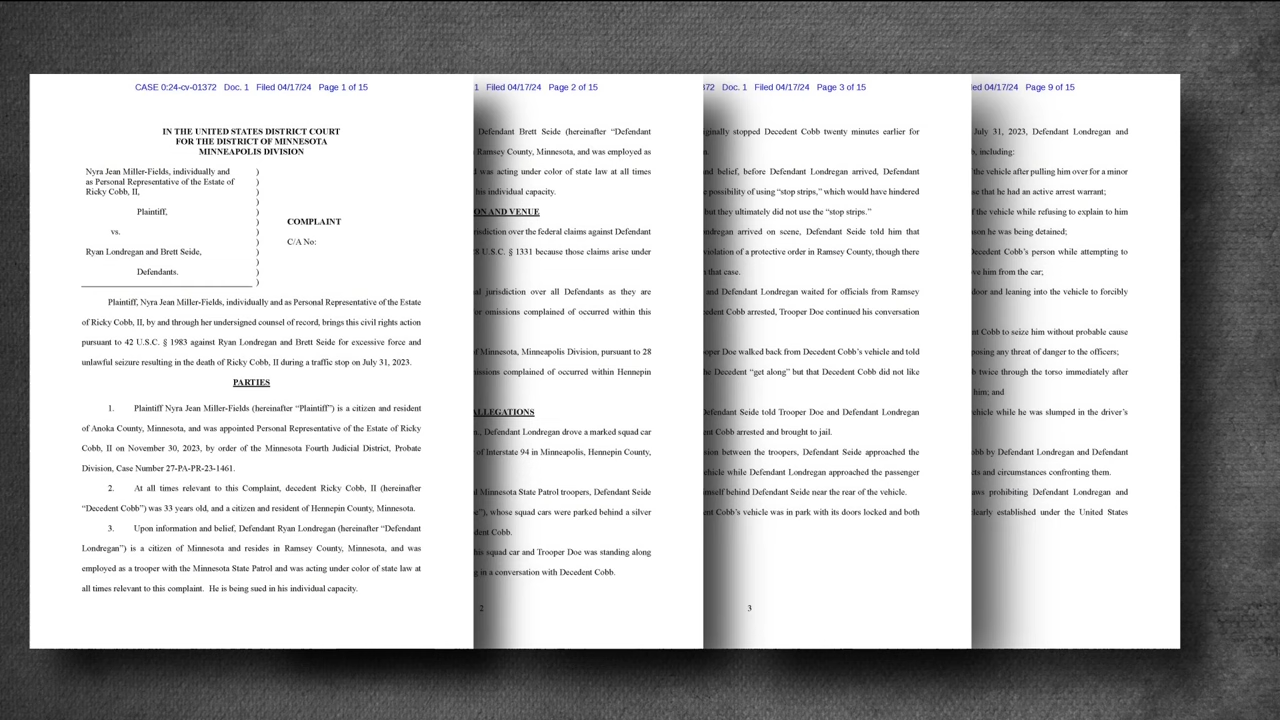 CASE 0:24-cv-01372 Doc. 1 Filed 04/17/24 Page 1 of 15
IN THE UNITED STATES DISTRICT COURT
FOR THE DISTRICT OF MINNESOTA
MINNEAPOLIS DIVISION
Nyra Jean Miller-Fields, individually and )
as Personal Representative of the Estate of )
Ricky Cobb, II, )
)
Plaintiff, )
) COMPLAINT
vs. )
) C/A No:
Ryan Londregan and Brett Seide, )
)
Defendants. )
)
Plaintiff, Nyra Jean Miller-Fields, individually and as Personal Representative of the Estate
of Ricky Cobb, II, by and through her undersigned counsel of record, brings this civil rights action
pursuant to 42 U.S.C. § 1983 against Ryan Londregan and Brett Seide for excessive force and
unlawful seizure resulting in the death of Ricky Cobb, II during a traffic stop on July 31, 2023.
PARTIES
1. Plaintiff Nyra Jean Miller-Fields (hereinafter “Plaintiff”) is a citizen and resident
of Anoka County, Minnesota, and was appointed Personal Representative of the Estate of Ricky
Cobb, II on November 30, 2023, by order of the Minnesota Fourth Judicial District, Probate
Division, Case Number 27-PA-PR-23-1461.
2. At all times relevant to this Complaint, decedent Ricky Cobb, II (hereinafter
“Decedent Cobb”) was 33 years old, and a citizen and resident of Hennepin County, Minnesota.
3. Upon information and belief, Defendant Ryan Londregan (hereinafter “Defendant
Londregan”) is a citizen of Minnesota and resides in Ramsey County, Minnesota, and was
employed as a trooper with the Minnesota State Patrol and was acting under color of state law at
all times relevant to this complaint. He is being sued in his individual capacity.
1 Filed 04/17/24 Page 2 of 15
Defendant Brett Seide (hereinafter “Defendant
Ramsey County, Minnesota, and was employed as
was acting under color of state law at all times
his individual capacity.
ON AND VENUE
jurisdiction over the federal claims against Defendant
U.S.C. § 1331 because those claims arise under
jurisdiction over all Defendants as they are
or omissions complained of occurred within this
of Minnesota, Minneapolis Division, pursuant to 28
missions complained of occurred within Hennepin
ALLEGATIONS
Defendant Londregan drove a marked squad car
of Interstate 94 in Minneapolis, Hennepin County,
Minnesota State Patrol troopers, Defendant Seide
whose squad cars were parked behind a silver
dent Cobb.
his squad car and Trooper Doe was standing along
in a conversation with Decedent Cobb.
2
372 Doc. 1 Filed 04/17/24 Page 3 of 15
iginally stopped Decedent Cobb twenty minutes earlier for
n.
nd belief, before Defendant Londregan arrived, Defendant
possibility of using “stop strips,” which would have hindered
but they ultimately did not use the “stop strips.”
ndregan arrived on scene, Defendant Seide told him that
violation of a protective order in Ramsey County, though there
that case.
and Defendant Londregan waited for officials from Ramsey
cedent Cobb arrested, Trooper Doe continued his conversation
oper Doe walked back from Decedent Cobb’s vehicle and told
he Decedent “get along” but that Decedent Cobb did not like
Defendant Seide told Trooper Doe and Defendant Londregan
ent Cobb arrested and brought to jail.
sion between the troopers, Defendant Seide approached the
ehicle while Defendant Londregan approached the passenger
mself behind Defendant Seide near the rear of the vehicle.
ent Cobb’s vehicle was in park with its doors locked and both
3
ed 04/17/24 Page 9 of 15
July 31, 2023, Defendant Londregan and
including:
the vehicle after pulling him over for a minor
se that he had an active arrest warrant;
f the vehicle while refusing to explain to him
son he was being detained;
Decedent Cobb’s person while attempting to
ve him from the car;
door and leaning into the vehicle to forcibly
nt Cobb to seize him without probable cause
posing any threat of danger to the officers;
b twice through the torso immediately after
him; and
ehicle while he was slumped in the driver’s
obb by Defendant Londregan and Defendant
cts and circumstances confronting them.
aws prohibiting Defendant Londregan and
learly established under the United States